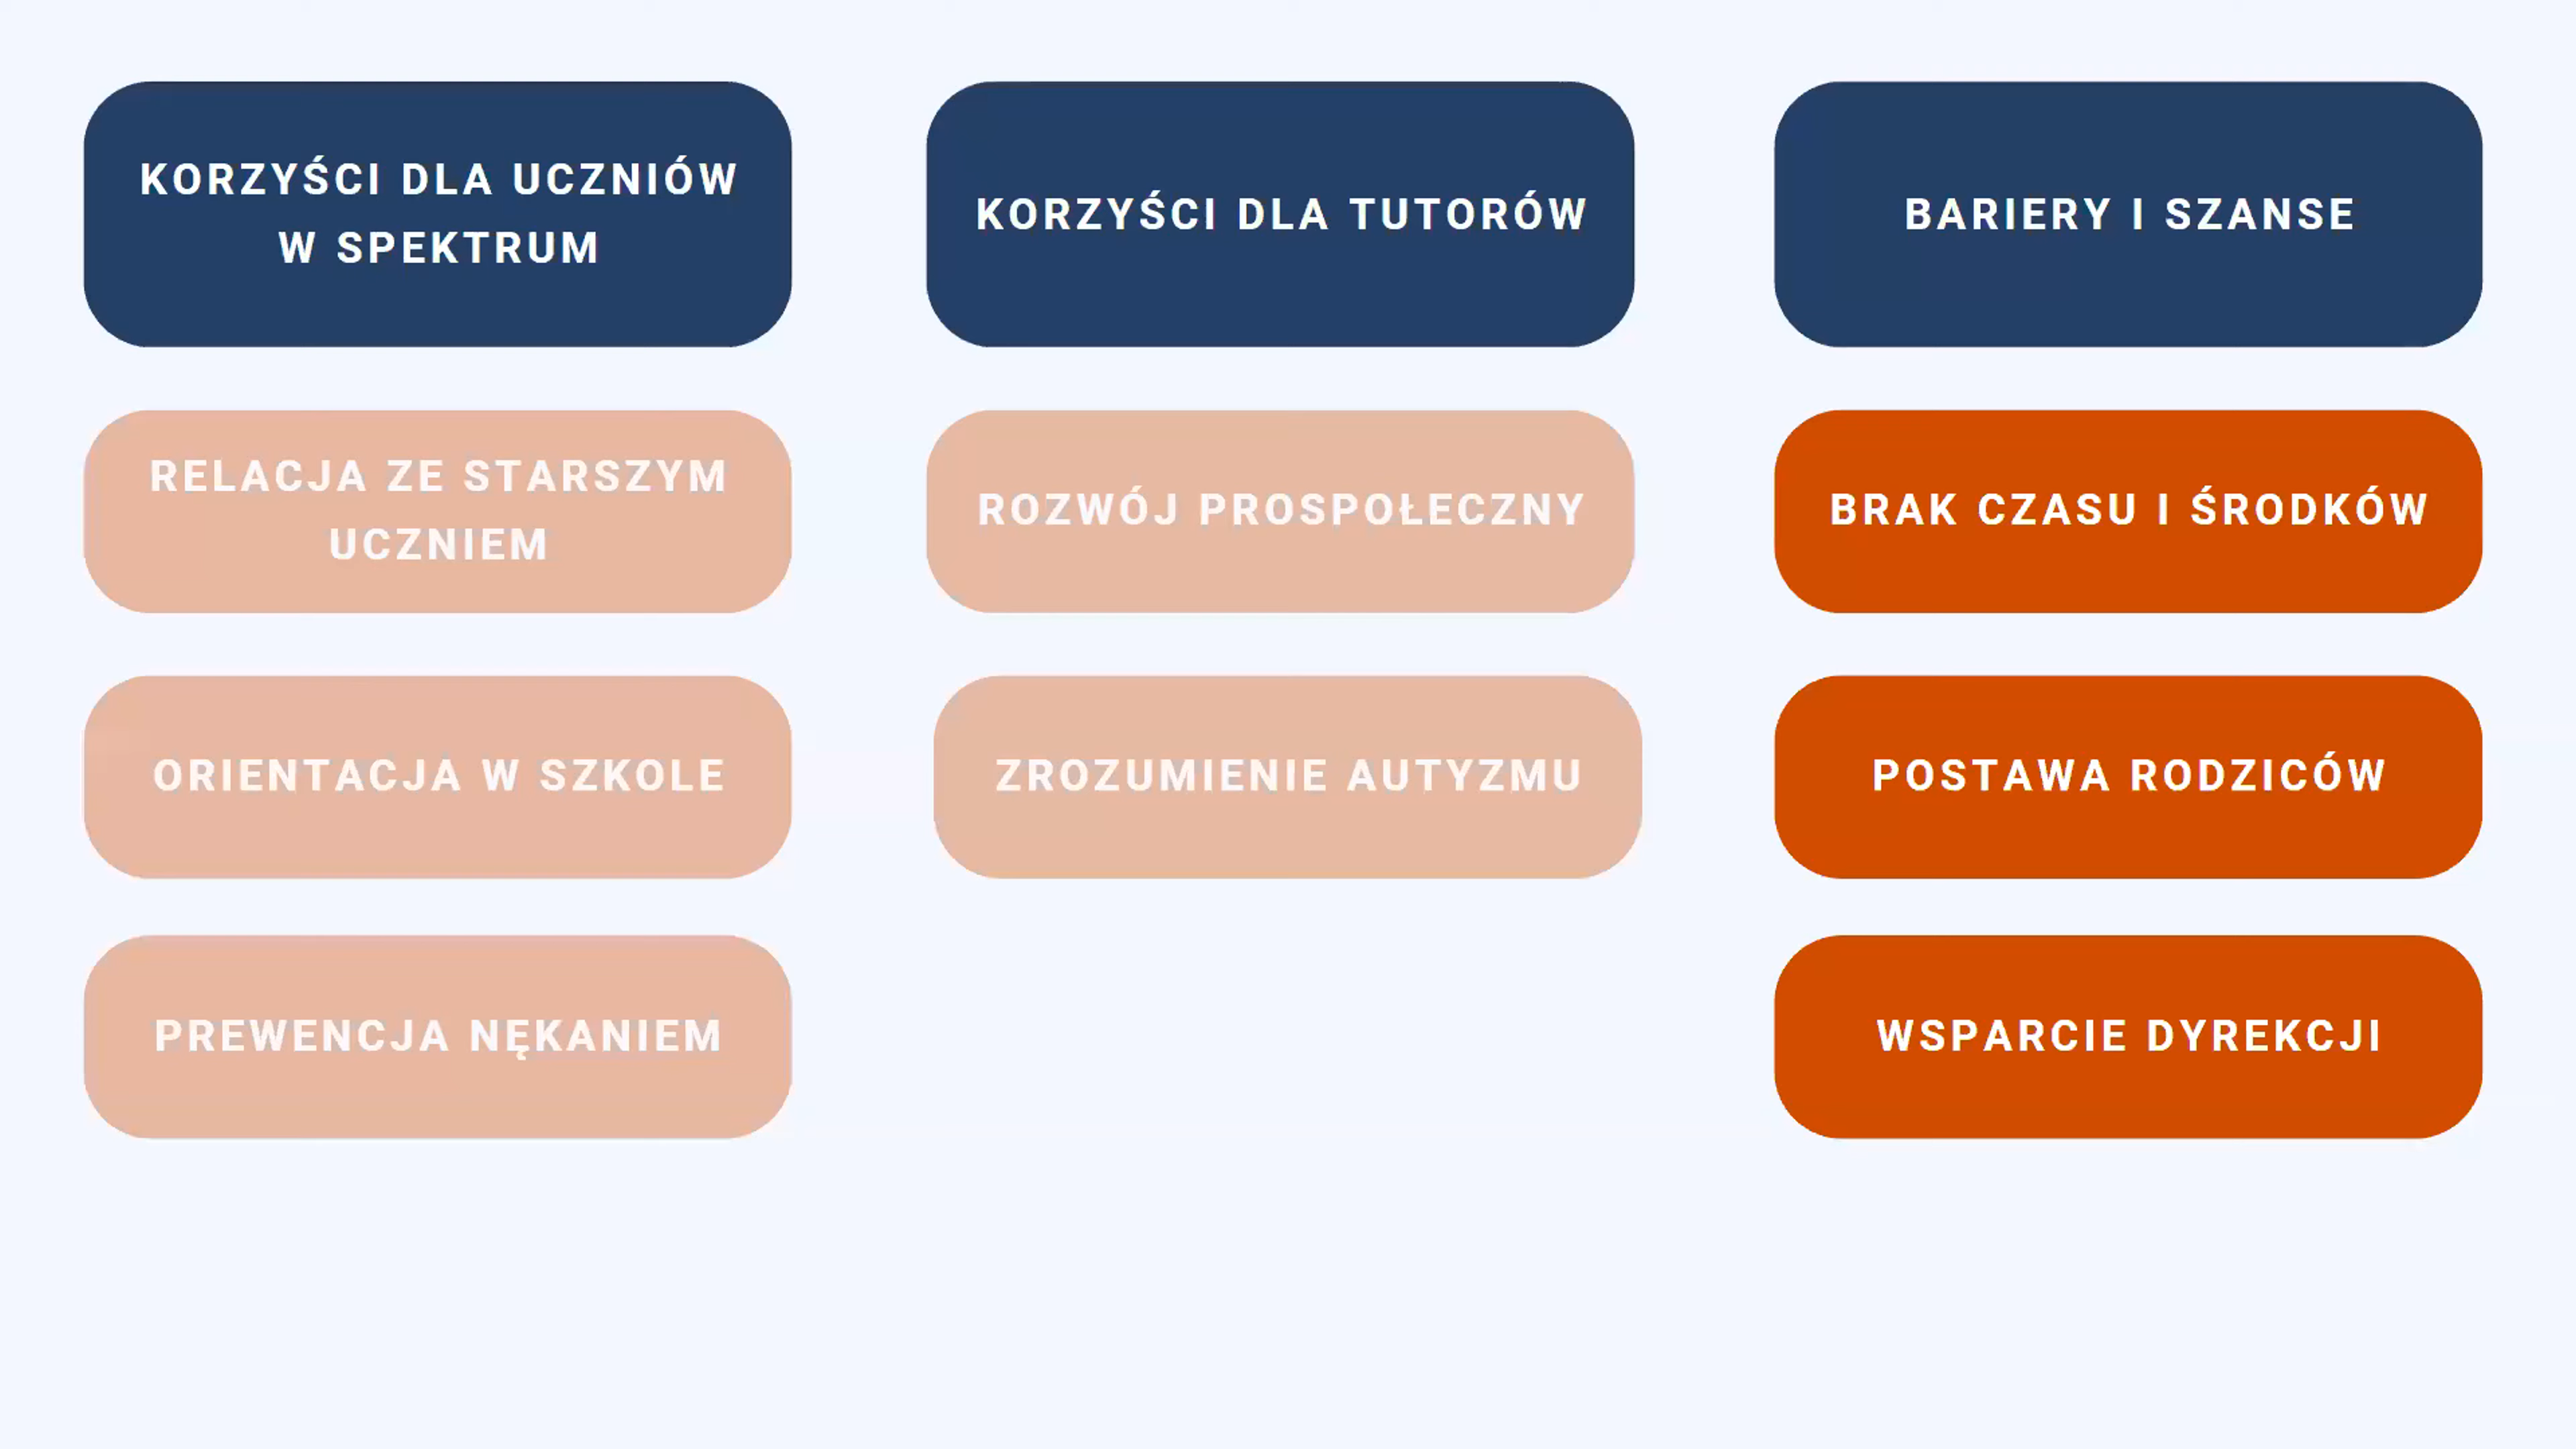 KORZYŚCI DLA UCZNIÓW
W SPEKTRUM
RELACJA ZE STARSZYM
UCZNIEM
ORIENTACJA W SZKOLE
PREWENCJA NĘKANIEM
KORZYŚCI DLA TUTORÓW
ROZWÓJ PROSPOŁECZNY
ZROZUMIENIE AUTYZMU
BARIERY I SZANSE
BRAK CZASU I ŚRODKÓW
POSTAWA RODZICÓW
WSPARCIE DYREKCJI